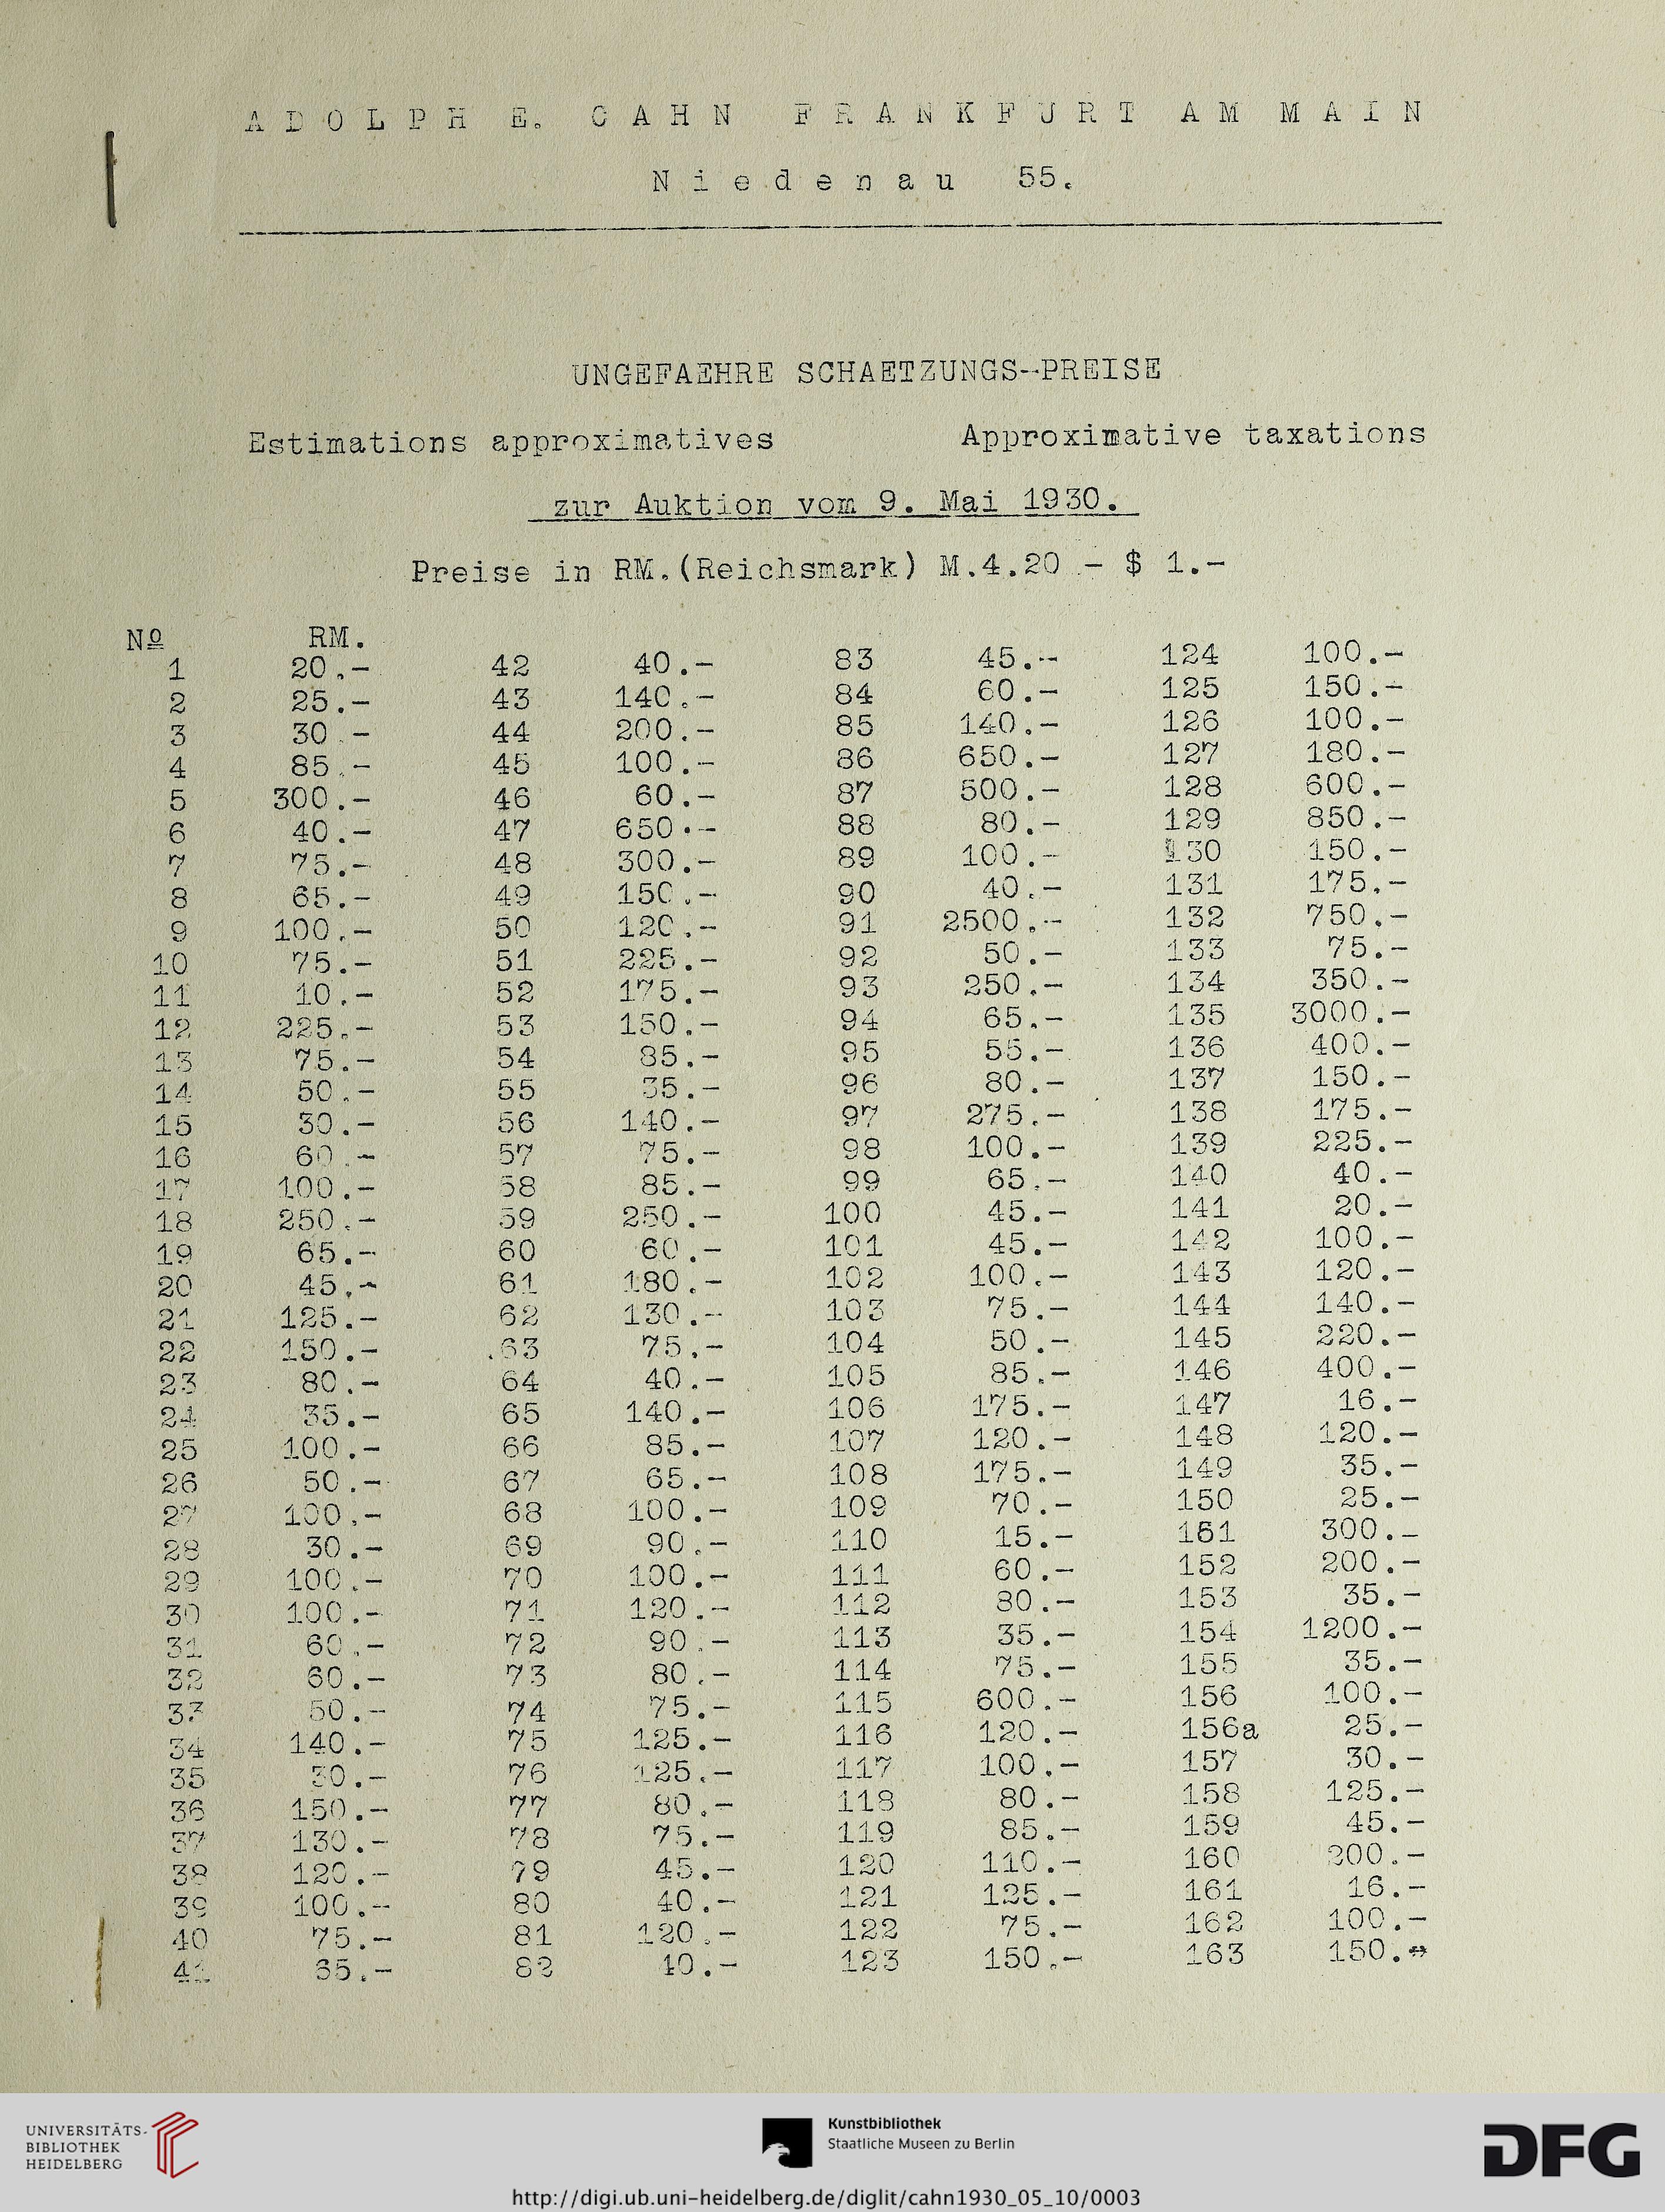 ADOLPH E. CAHN FRANKFURT AM MAIN
Niedenau 55.
UNGEFAEHRE SCHAETZUNGS--PREISE
Estimations approximatives Approximative taxations
zur Auktion vom 9. Mai 1930.
Preise in RM.(Reichsmark) M.4.20 - $ 1.-
Nº RM.
1 20.- 42 40.- 83 45.- 124 100.-
2 25.- 43 140.- 84 60.- 125 150.-
3 30.- 44 200.- 85 140.- 126 100.-
4 85.- 45 100.- 86 650.- 127 180.-
5 300.- 46 60.- 87 500.- 128 600.-
6 40.- 47 650.- 88 80.- 129 850.-
7 75.- 48 300.- 89 100.- 130 150.-
8 65.- 49 150.- 90 40.- 131 175.-
9 100.- 50 120.- 91 2500.- 132 750.-
10 75.- 51 225.- 92 50.- 133 75.-
11 10.- 52 175.- 93 250.- 134 350.-
12 225.- 53 150.- 94 65.- 135 3000.-
13 75.- 54 85.- 95 55.- 136 400.-
14 50.- 55 35.- 96 80.- 137 150.-
15 30.- 56 140.- 97 275.- 138 175.-
16 60.- 57 75.- 98 100.- 139 225.-
17 100.- 58 85.- 99 65.- 140 40.-
18 250.- 59 250.- 100 45.- 141 20.-
19 65.- 60 60.- 101 45.- 142 100.-
20 45.- 61 180.- 102 100.- 143 120.-
21 125.- 62 130.- 103 75.- 144 140.-
22 150.- 63 75.- 104 50.- 145 220.-
23 80.- 64 40.- 105 85.- 146 400.-
24 35.- 65 140.- 106 175.- 147 16.-
25 100.- 66 85.- 107 120.- 148 120.-
26 50.- 67 65.- 108 175.- 149 35.-
27 100.- 68 100.- 109 70.- 150 25.-
28 30.- 69 90.- 110 15.- 151 300.-
29 100.- 70 100.- 111 60.- 152 200.-
30 100.- 71 120.- 112 80.- 153 35.-
31 60.- 72 90.- 113 35.- 154 1200.-
32 60.- 73 80.- 114 75.- 155 35.-
33 50.- 74 75.- 115 600.- 156 100.-
34 140.- 75 125.- 116 120.- 156a 25.-
35 76 125.- 117 100.- 157 30.-
36 150.- 77 80.- 118 80.- 158 125.-
37 130.- 78 75.- 119 85.- 159 45.-
38 120.- 79 45.- 120 110.- 160 200.-
39 100.- 80 40.- 121 125.- 161 16.-
40 75.- 81 120.- 122 75.- 162 100.-
41 82 40.- 123 150.- 163 150.-
UNIVERSITÄTS-
BIBLIOTHEK
HEIDELBERG
Kunstbibliothek
Staatliche Museen zu Berlin
DFG
http://digi.ub.uni-heidelberg.de/diglit/cahn1930_05_10/0003